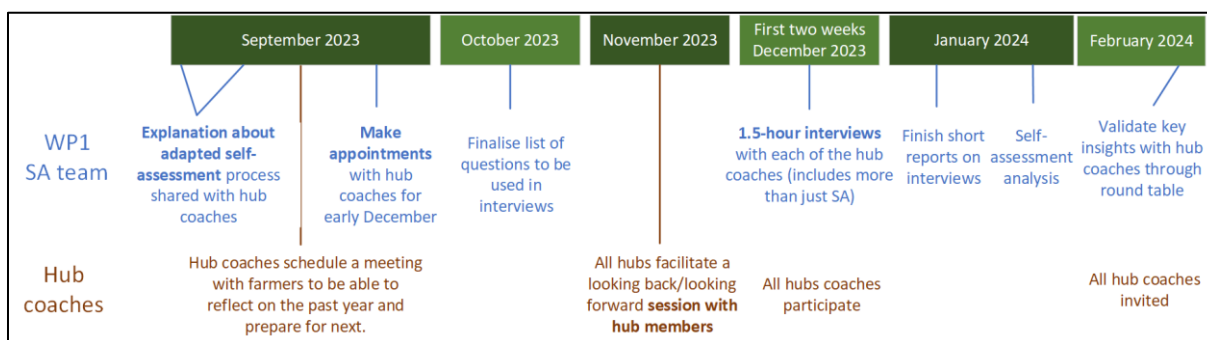 September 2023
October 2023
November 2023
First two weeks
December 2023
January 2024
February 2024
WP1
SA team
Explanation about
adapted self-
assessment process
shared with hub
coaches
Make
appointments
with hub
coaches for
early December
Finalise list of
questions to be
used in
interviews
1.5-hour interviews
with each of the hub
coaches (includes more
than just SA)
Finish short
reports on
interviews
Self-
assessment
analysis
Validate key
insights with hub
coaches through
round table
Hub
coaches
Hub coaches schedule a meeting
with farmers to be able to
reflect on the past year and
prepare for next.
All hubs facilitate a
looking back/looking
forward session with
hub members
All hubs coaches
participate
All hub coaches
invited